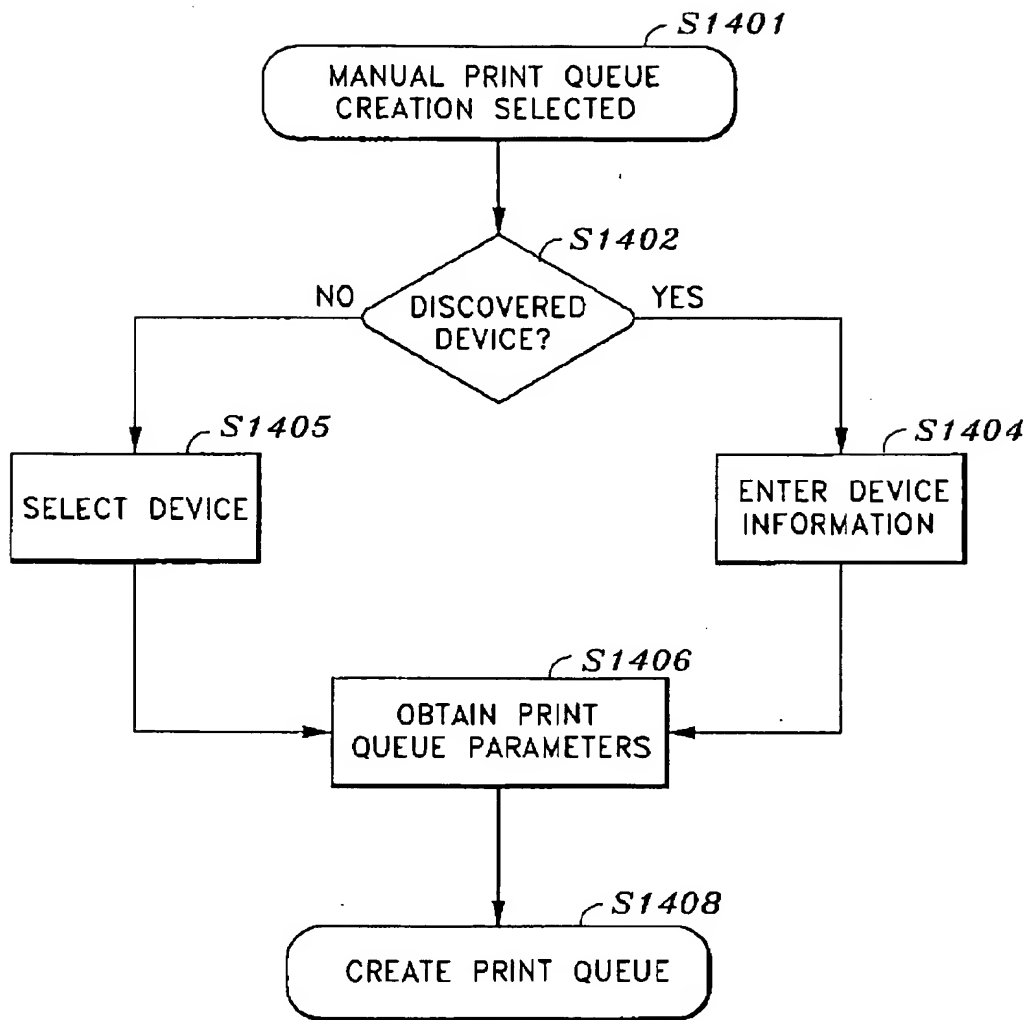 S1401
MANUAL PRINT QUEUE
CREATION SELECTED
S1402
NO
DISCOVERED
DEVICE?
YES
S1405
SELECT DEVICE
S1404
ENTER DEVICE
INFORMATION
S1406
OBTAIN PRINT
QUEUE PARAMETERS
S1408
CREATE PRINT QUEUE